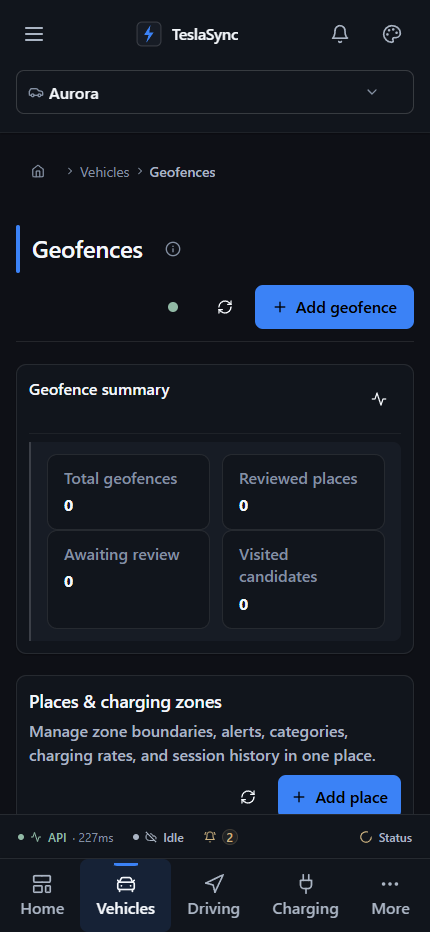 TeslaSync
Aurora
Vehicles
Geofences
Geofences
Add geofence
Geofence summary
Total geofences
0
Reviewed places
0
Awaiting review
0
Visited
candidates
0
Places & charging zones
Manage zone boundaries, alerts, categories,
charging rates, and session history in one place.
Add place
API · 227ms
Idle
2
Status
Home
Vehicles
Driving
Charging
More